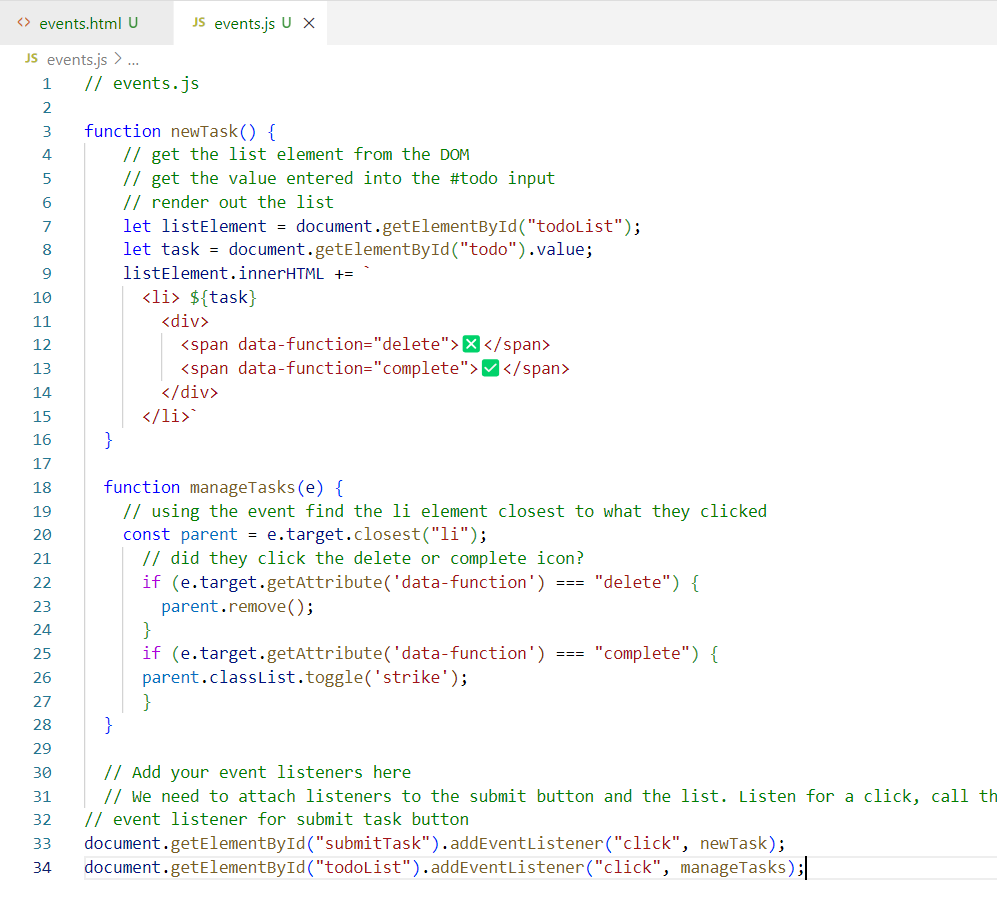 <> events.html U JS events.js U ×
JS events.js > ...
1 // events.js
2
3 function newTask() {
4     // get the list element from the DOM
5     // get the value entered into the #todo input
6     // render out the list
7     let listElement = document.getElementById("todoList");
8     let task = document.getElementById("todo").value;
9     listElement.innerHTML += `
10       <li> ${task}
11         <div>
12           <span data-function="delete">❎</span>
13           <span data-function="complete">✅</span>
14         </div>
15       </li>`
16   }
17
18   function manageTasks(e) {
19     // using the event find the li element closest to what they clicked
20     const parent = e.target.closest("li");
21       // did they click the delete or complete icon?
22       if (e.target.getAttribute('data-function') === "delete") {
23         parent.remove();
24       }
25       if (e.target.getAttribute('data-function') === "complete") {
26       parent.classList.toggle('strike');
27       }
28   }
29
30   // Add your event listeners here
31   // We need to attach listeners to the submit button and the list. Listen for a click, call th
32 // event listener for submit task button
33 document.getElementById("submitTask").addEventListener("click", newTask);
34 document.getElementById("todoList").addEventListener("click", manageTasks);